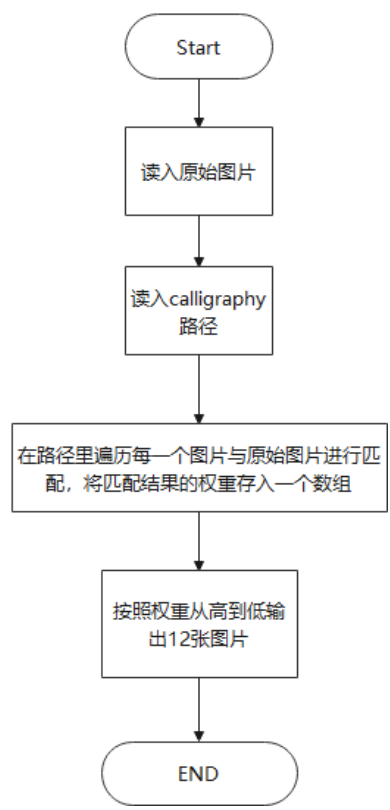 Start
读入原始图片
读入calligraphy
路径
在路径里遍历每一个图片与原始图片进行匹
配，将匹配结果的权重存入一个数组
按照权重从高到低输
出12张图片
END